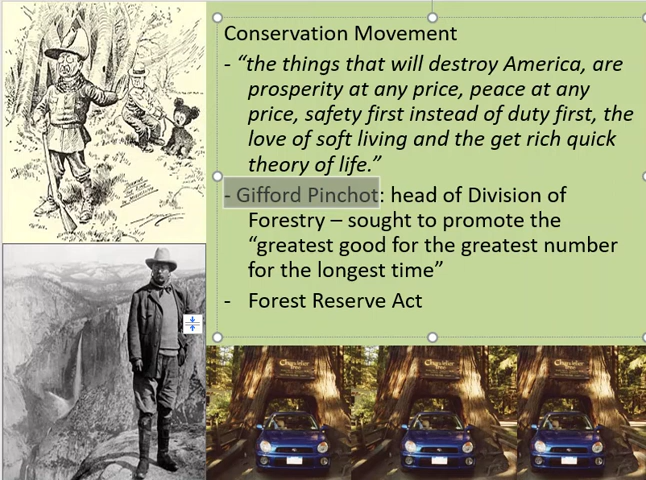 Conservation Movement
- “the things that will destroy America, are
prosperity at any price, peace at any
price, safety first instead of duty first, the
love of soft living and the get rich quick
theory of life.”
- Gifford Pinchot: head of Division of
Forestry – sought to promote the
“greatest good for the greatest number
for the longest time”
- Forest Reserve Act
Chandelier Chandelier Chandelier